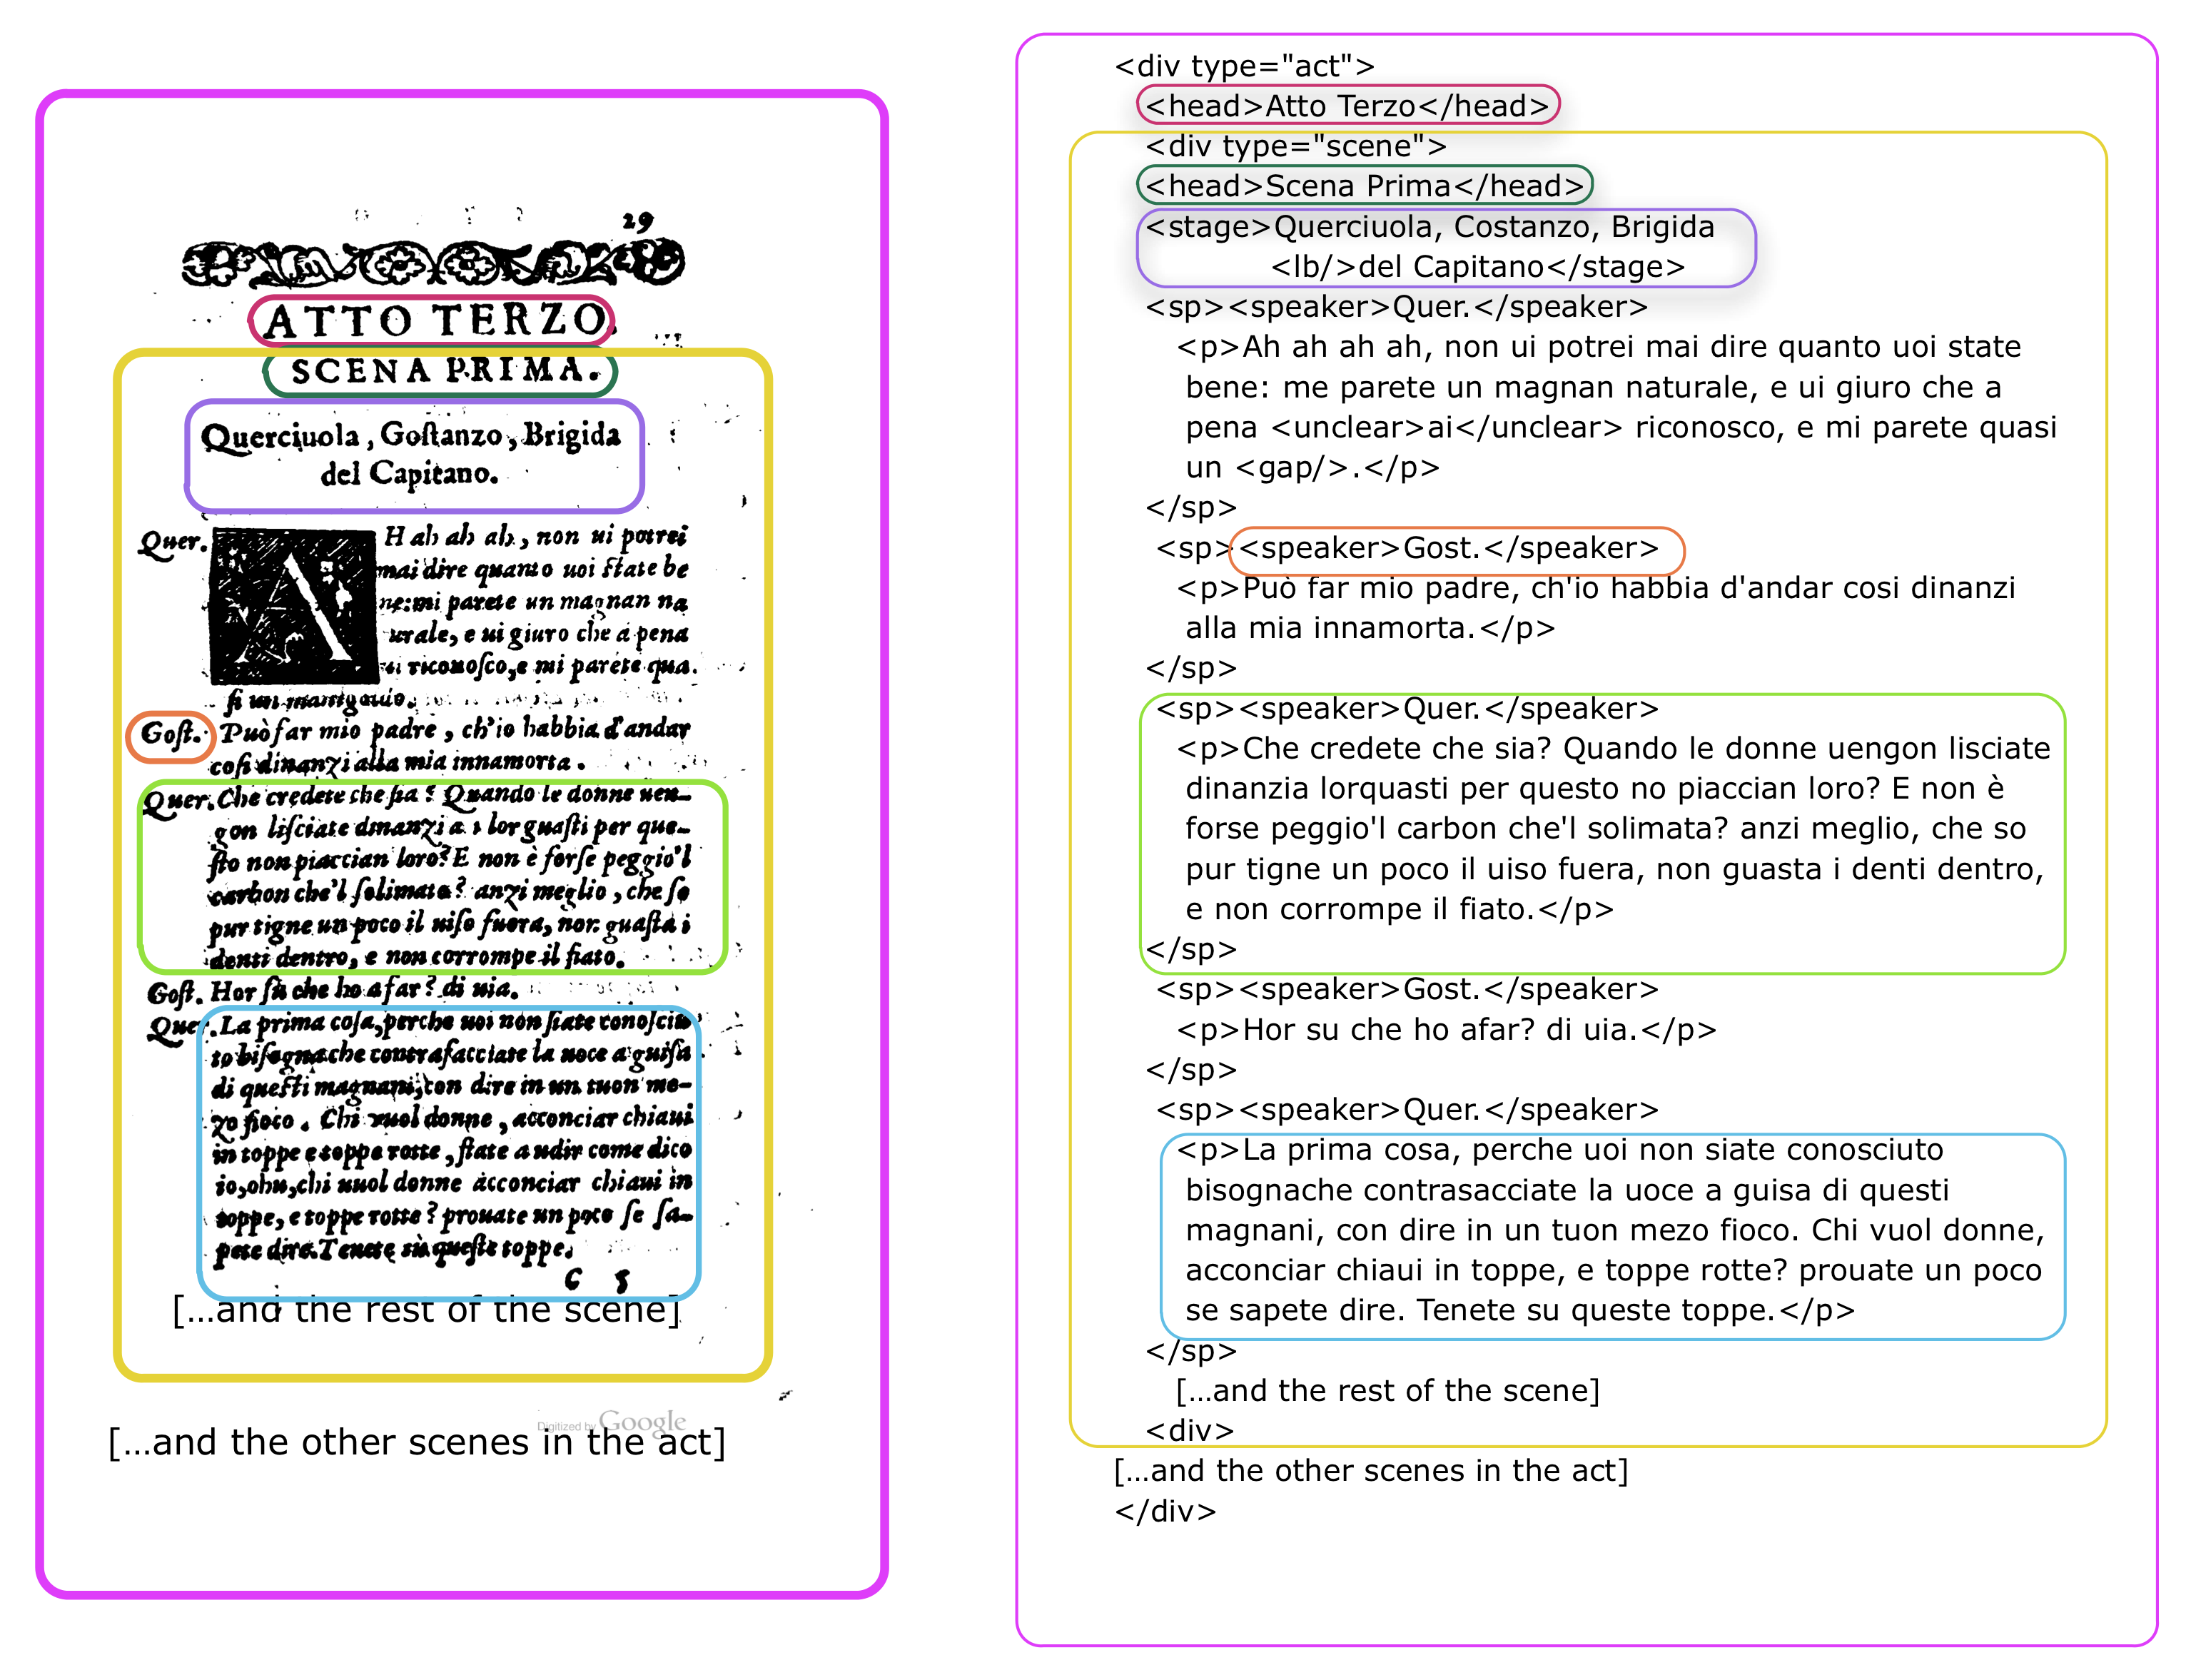 29
ATTO TERZO.
SCENA PRIMA.
Querciuola, Goſtanzo, Brigida
del Capitano.
Quer. AH ah ah ah, non ui potrei
mai dire quanto uoi ſtate be
ne: mi parete un magnan na
urale, e ui giuro che a pena
riconoſco, e mi parete qua.
ſi un
Goſt. Può far mio padre, ch'io habbia d'andar
coſi dinanzi alla mia innamorta.
Quer. Che credete che ſia? Quando le donne uen-
gon liſciate dinanzi a lor guaſti per que-
ſto non piaccian loro? E non è forſe peggio'l
carbon che'l ſolimata? anzi meglio, che ſo
pur tigne un poco il uiſo fuera, non guaſta i
denti dentro, e non corrompe il fiato.
Goſt. Hor ſù che ho a far? di uia.
Quer. La prima coſa, perche uoi non ſiate conoſciu
to biſogna che contrafacciate la uoce a guiſa
di queſti magnani, con dire in un tuon me-
zo fioco. Chi vuol donne, acconciar chiaui
in toppe e toppe rotte, ſtate a udir come dico
io, ohu, chi uuol donne acconciar chiaui in
toppe, e toppe rotte? prouate un poco ſe ſa-
pete dire. Tenete sù queſte toppe.
C 5
[...and the rest of the scene]
Digitized by Google
[...and the other scenes in the act]
<div type="act">
<head>Atto Terzo</head>
<div type="scene">
<head>Scena Prima</head>
<stage>Querciuola, Costanzo, Brigida
<lb/>del Capitano</stage>
<sp><speaker>Quer.</speaker>
<p>Ah ah ah ah, non ui potrei mai dire quanto uoi state
bene: me parete un magnan naturale, e ui giuro che a
pena <unclear>ai</unclear> riconosco, e mi parete quasi
un <gap/>.</p>
</sp>
<sp><speaker>Gost.</speaker>
<p>Può far mio padre, ch'io habbia d'andar cosi dinanzi
alla mia innamorta.</p>
</sp>
<sp><speaker>Quer.</speaker>
<p>Che credete che sia? Quando le donne uengon lisciate
dinanzia lorquasti per questo no piaccian loro? E non è
forse peggio'l carbon che'l solimata? anzi meglio, che so
pur tigne un poco il uiso fuera, non guasta i denti dentro,
e non corrompe il fiato.</p>
</sp>
<sp><speaker>Gost.</speaker>
<p>Hor su che ho afar? di uia.</p>
</sp>
<sp><speaker>Quer.</speaker>
<p>La prima cosa, perche uoi non siate conosciuto
bisognache contrasacciate la uoce a guisa di questi
magnani, con dire in un tuon mezo fioco. Chi vuol donne,
acconciar chiaui in toppe, e toppe rotte? prouate un poco
se sapete dire. Tenete su queste toppe.</p>
</sp>
[...and the rest of the scene]
<div>
[...and the other scenes in the act]
</div>